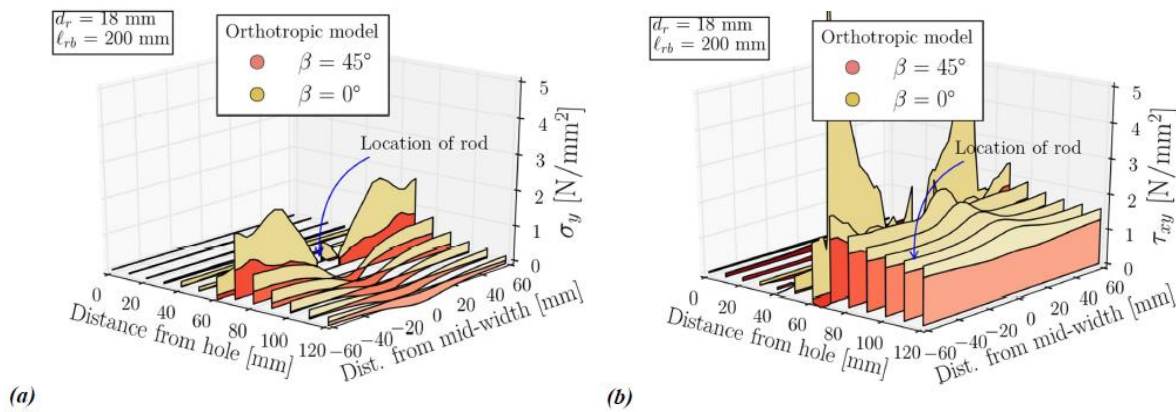 d_r = 18 mm
ℓ_rb = 200 mm
Orthotropic model
β = 45°
β = 0°
Location of rod
5
4
3
2
1
0
σ_y [N/mm²]
0
20
40
60
80
100
120
Distance from hole [mm]
−60
−40
−20
0
20
40
60
Dist. from mid-width [mm]
(a)
d_r = 18 mm
ℓ_rb = 200 mm
Orthotropic model
β = 45°
β = 0°
Location of rod
5
4
3
2
1
0
τ_xy [N/mm²]
0
20
40
60
80
100
120
Distance from hole [mm]
−60
−40
−20
0
20
40
60
Dist. from mid-width [mm]
(b)